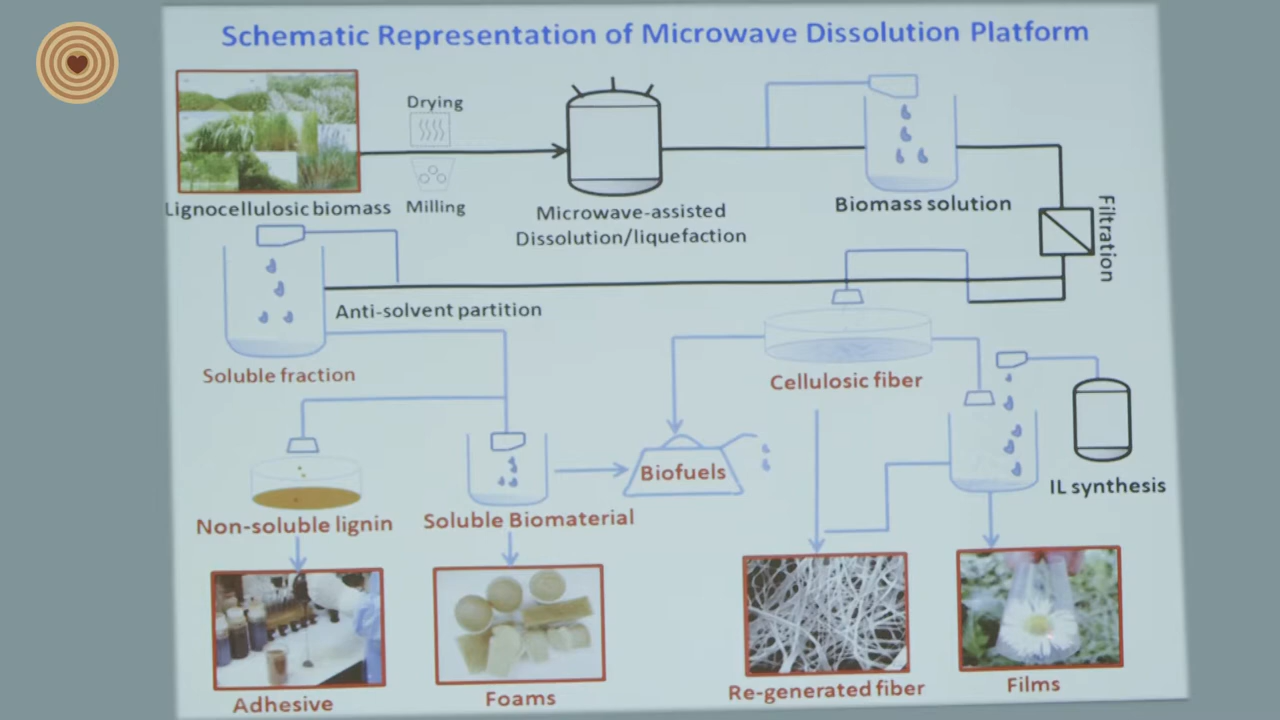 Schematic Representation of Microwave Dissolution Platform
Drying
Lignocellulosic biomass
Milling
Microwave-assisted
Dissolution/liquefaction
Biomass solution
Filtration
Anti-solvent partition
Soluble fraction
Cellulosic fiber
Biofuels
IL synthesis
Non-soluble lignin
Soluble Biomaterial
Adhesive
Foams
Re-generated fiber
Films